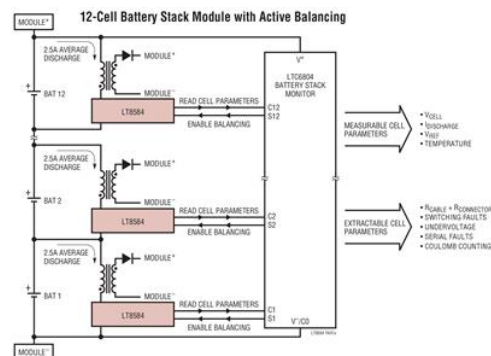 12-Cell Battery Stack Module with Active Balancing
MODULE+
2.5A AVERAGE
DISCHARGE
MODULE+
MODULE−
BAT 12
LT8584
READ CELL PARAMETERS
ENABLE BALANCING
V+
LTC6804
BATTERY STACK
MONITOR
C12
S12
MEASURABLE CELL
PARAMETERS
• VCELL
• IDISCHARGE
• VREF
• TEMPERATURE
2.5A AVERAGE
DISCHARGE
MODULE+
MODULE−
BAT 2
LT8584
READ CELL PARAMETERS
ENABLE BALANCING
C2
S2
EXTRACTABLE CELL
PARAMETERS
• RCABLE + RCONNECTOR
• SWITCHING FAULTS
• UNDERVOLTAGE
• SERIAL FAULTS
• COULOMB COUNTING
2.5A AVERAGE
DISCHARGE
MODULE+
MODULE−
BAT 1
LT8584
READ CELL PARAMETERS
ENABLE BALANCING
C1
S1
V−/C0
MODULE−